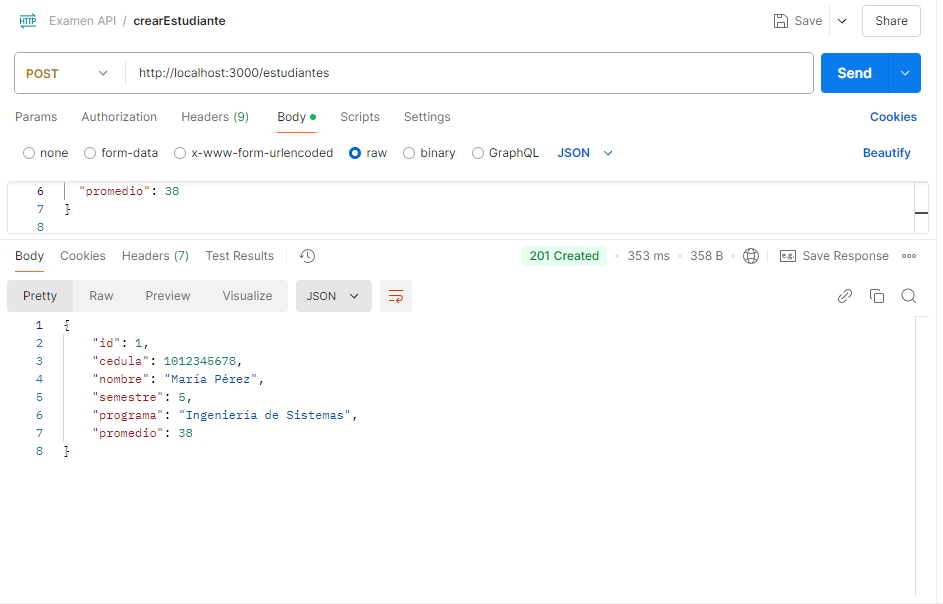 HTTP Examen API / crearEstudiante Save Share
POST http://localhost:3000/estudiantes Send
Params Authorization Headers (9) Body Scripts Settings Cookies
none form-data x-www-form-urlencoded raw binary GraphQL JSON Beautify
6 "promedio": 38
7 }
8
Body Cookies Headers (7) Test Results 201 Created 353 ms 358 B e.g. Save Response
Pretty Raw Preview Visualize JSON
1 {
2 "id": 1,
3 "cedula": 1012345678,
4 "nombre": "María Pérez",
5 "semestre": 5,
6 "programa": "Ingeniería de Sistemas",
7 "promedio": 38
8 }